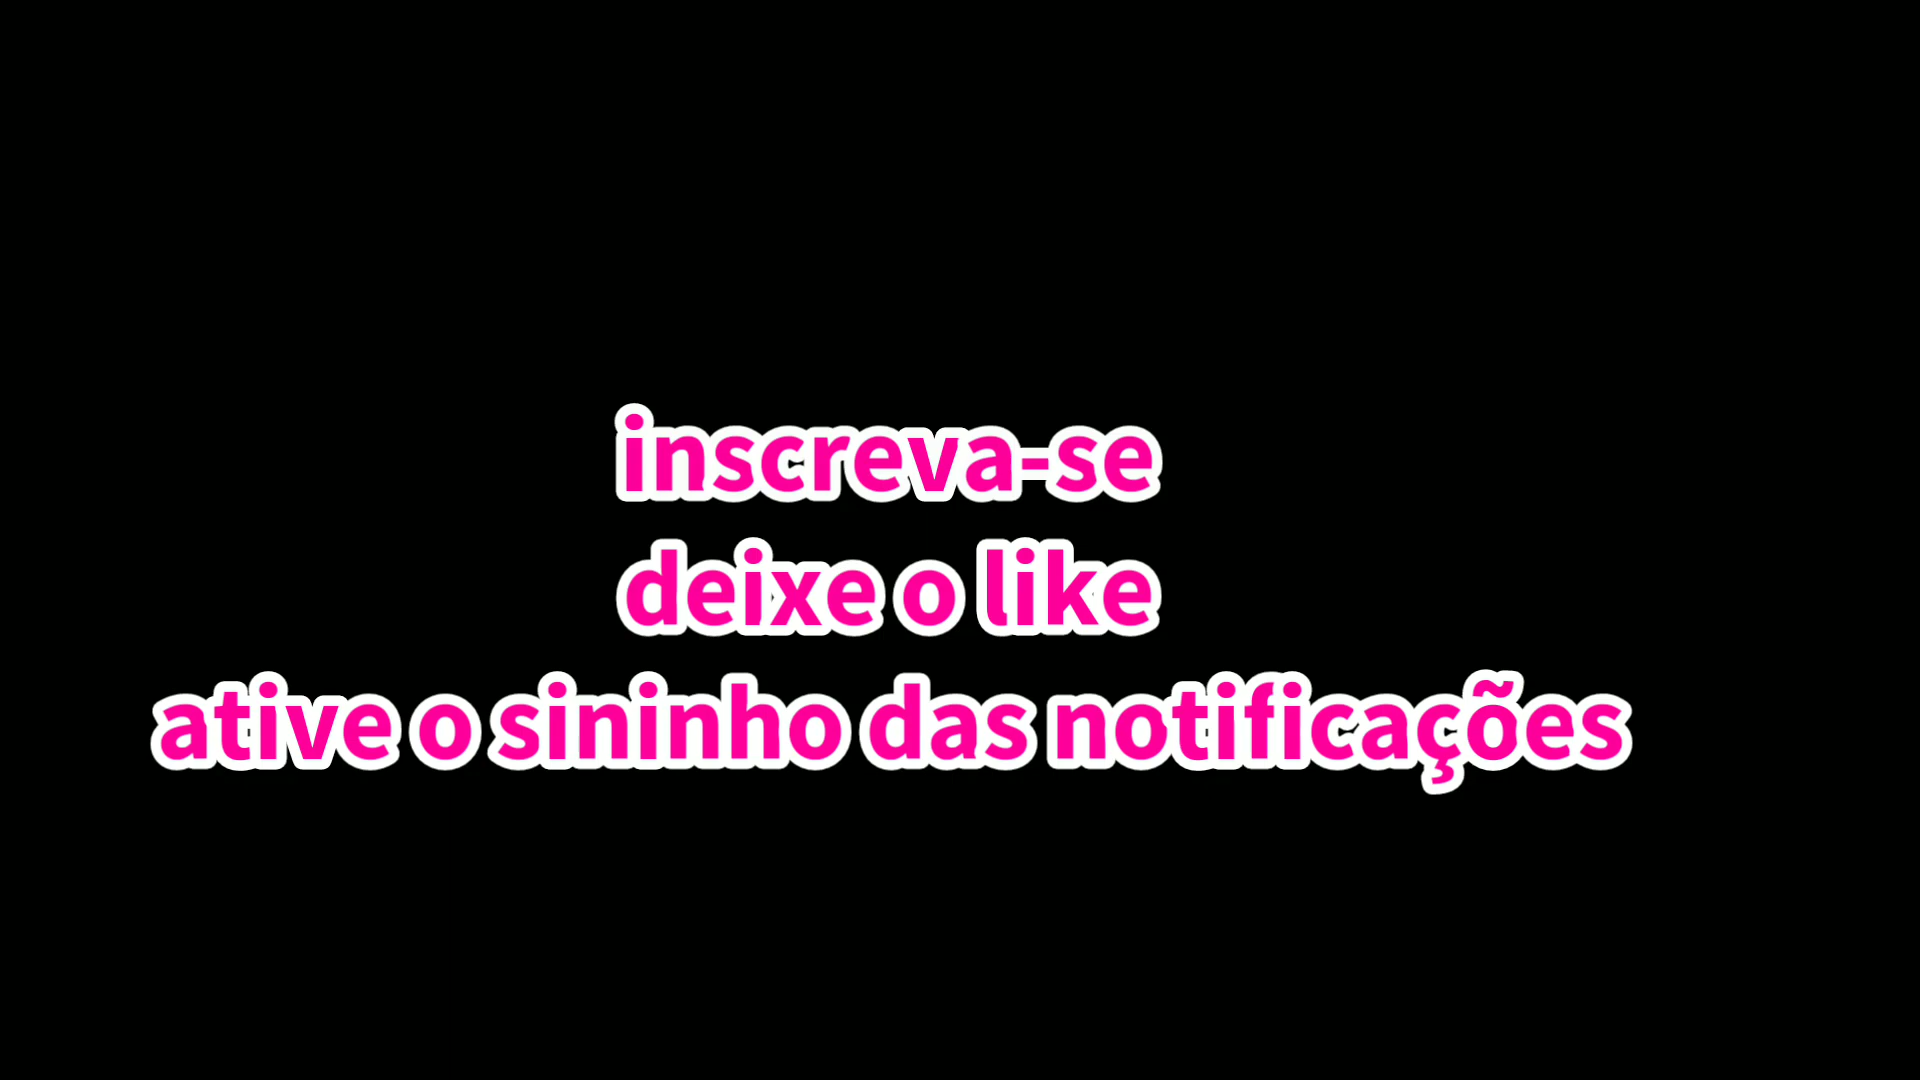 inscreva-se
deixe o like
ative o sininho das notificações